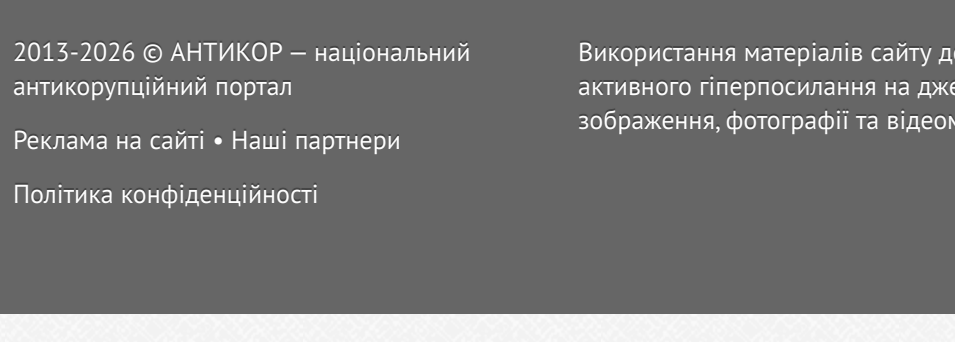 2013-2026 © АНТИКОР — національний
антикорупційний портал
Реклама на сайті • Наші партнери
Політика конфіденційності
Використання матеріалів сайту
активного гіперпосилання на
зображення, фотографії та